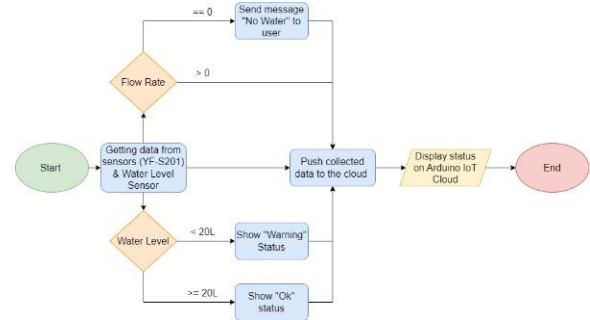 == 0
Send message
"No Water" to
user
Flow Rate
> 0
Start
Getting data from
sensors (YF-S201)
& Water Level
Sensor
Push collected
data to the cloud
Display status
on Arduino IoT
Cloud
End
Water Level
< 20L
Show "Warning"
Status
>= 20L
Show "Ok"
status